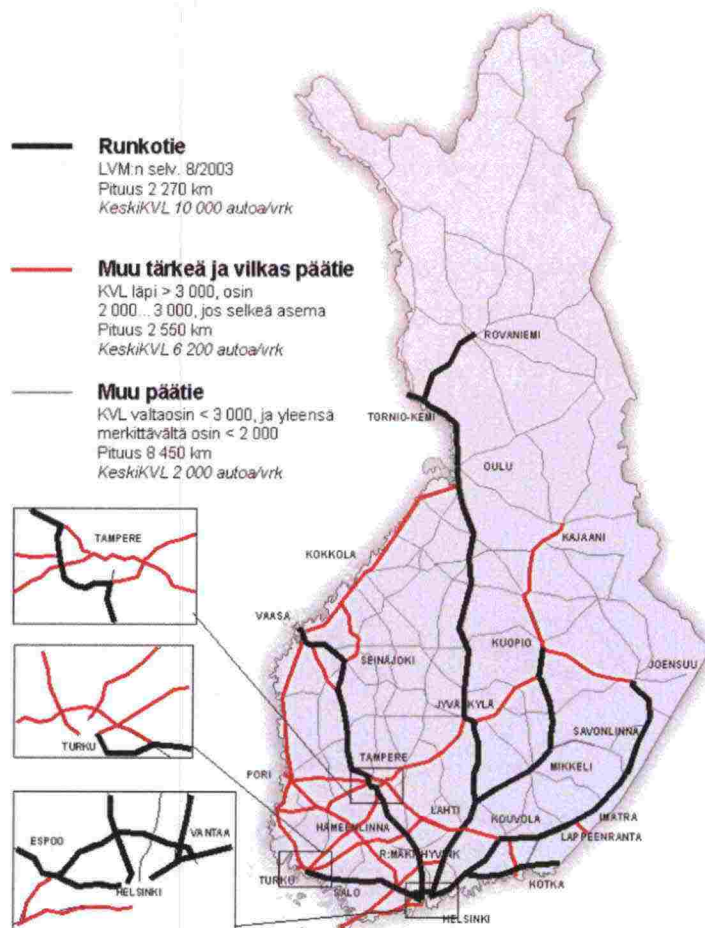 Runkotie
LVM:n selv. 8/2003
Pituus 2 270 km
KeskiKVL 10 000 autoa/vrk
Muu tärkeä ja vilkas päätie
KVL läpi > 3 000, osin
2 000... 3 000, jos selkeä asema
Pituus 2 550 km
KeskiKVL 6 200 autoa/vrk
Muu päätie
KVL valtaosin < 3 000, ja yleensä
merkittävältä osin < 2 000
Pituus 8 450 km
KeskiKVL 2 000 autoa/vrk
ROVANIEMI
TORNIO-KEMI
OULU
KAJAANI
KOKKOLA
VAASA
SEINÄJOKI
KUOPIO
JOENSUU
JYVÄSKYLÄ
SAVONLINNA
TAMPERE
MIKKELI
PORI
LAHTI
KOUVOLA
IMATRA
HÄMEENLINNA
LAPPEENRANTA
R:MÄKI-HYVINK
TURKU
SALO
KOTKA
HELSINKI
TAMPERE
TURKU
ESPOO
VANTAA
HELSINKI